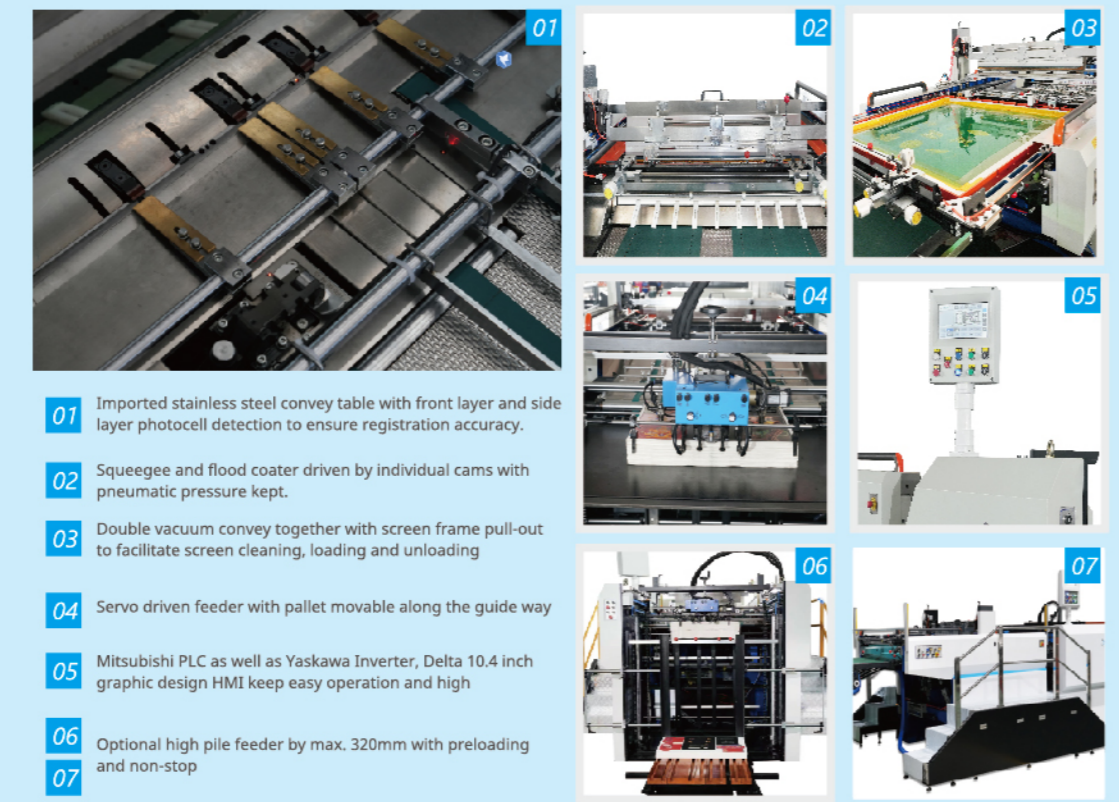 01
02
03
04
05
06
07
01
Imported stainless steel convey table with front layer and side
layer photocell detection to ensure registration accuracy.
02
Squeegee and flood coater driven by individual cams with
pneumatic pressure kept.
03
Double vacuum convey together with screen frame pull-out
to facilitate screen cleaning, loading and unloading
04
Servo driven feeder with pallet movable along the guide way
05
Mitsubishi PLC as well as Yaskawa Inverter, Delta 10.4 inch
graphic design HMI keep easy operation and high
06
07
Optional high pile feeder by max. 320mm with preloading
and non-stop